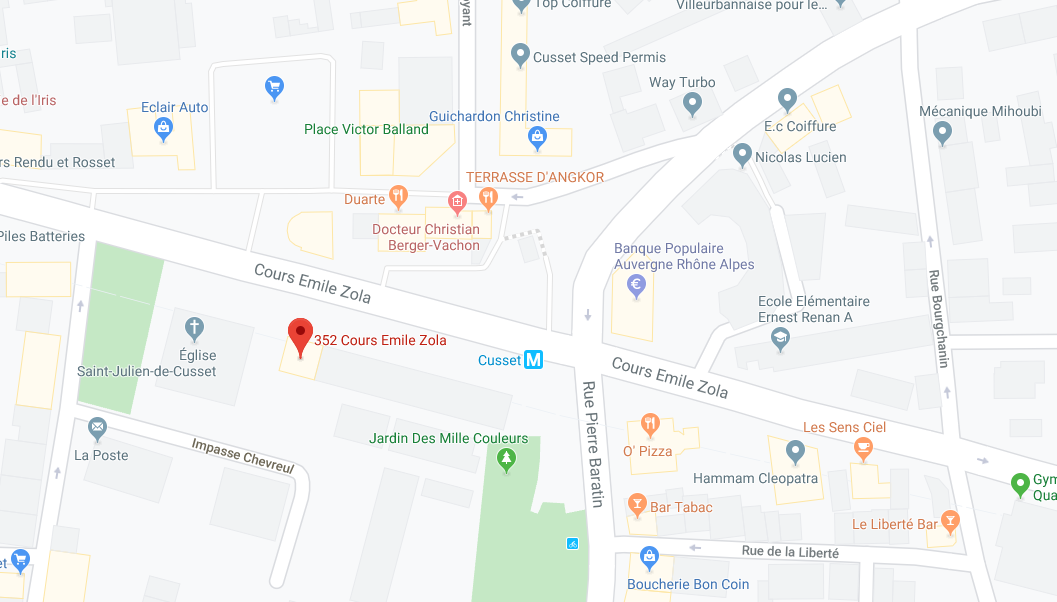 Top Coiffure
Villeurbannaise pour le...
Cusset Speed Permis
Way Turbo
e de l'Iris
Eclair Auto
Guichardon Christine
Place Victor Balland
E.c Coiffure
Mécanique Mihoubi
rs Rendu et Rosset
Nicolas Lucien
TERRASSE D'ANGKOR
Duarte
Docteur Christian
Berger-Vachon
Piles Batteries
Banque Populaire
Auvergne Rhône Alpes
Cours Emile Zola
Rue Bourgchanin
Ecole Elémentaire
Ernest Renan A
352 Cours Emile Zola
Église
Saint-Julien-de-Cusset
Cusset M
Cours Emile Zola
Rue Pierre Baratin
Les Sens Ciel
La Poste
Impasse Chevreul
Jardin Des Mille Couleurs
O' Pizza
Hammam Cleopatra
Gym
Qua
Bar Tabac
Le Liberté Bar
Rue de la Liberté
Boucherie Bon Coin